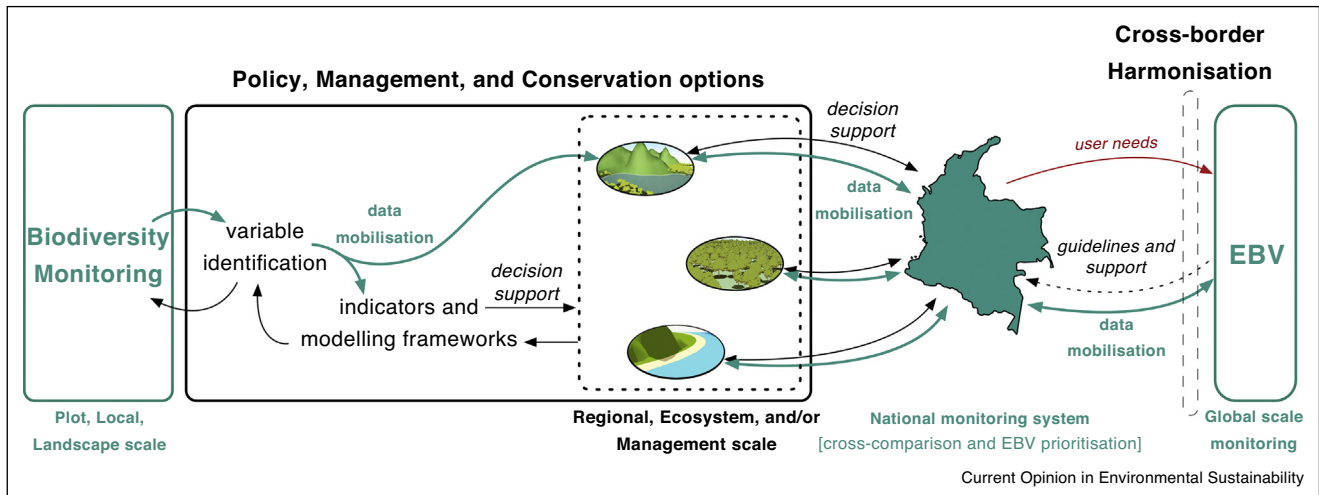 Cross-border
Harmonisation
Policy, Management, and Conservation options
Biodiversity
Monitoring
variable
identification
data
mobilisation
indicators and
modelling frameworks
decision
support
decision
support
data
mobilisation
user needs
guidelines and
support
data
mobilisation
EBV
Plot, Local,
Landscape scale
Regional, Ecosystem, and/or
Management scale
National monitoring system
[cross-comparison and EBV prioritisation]
Global scale
monitoring
Current Opinion in Environmental Sustainability